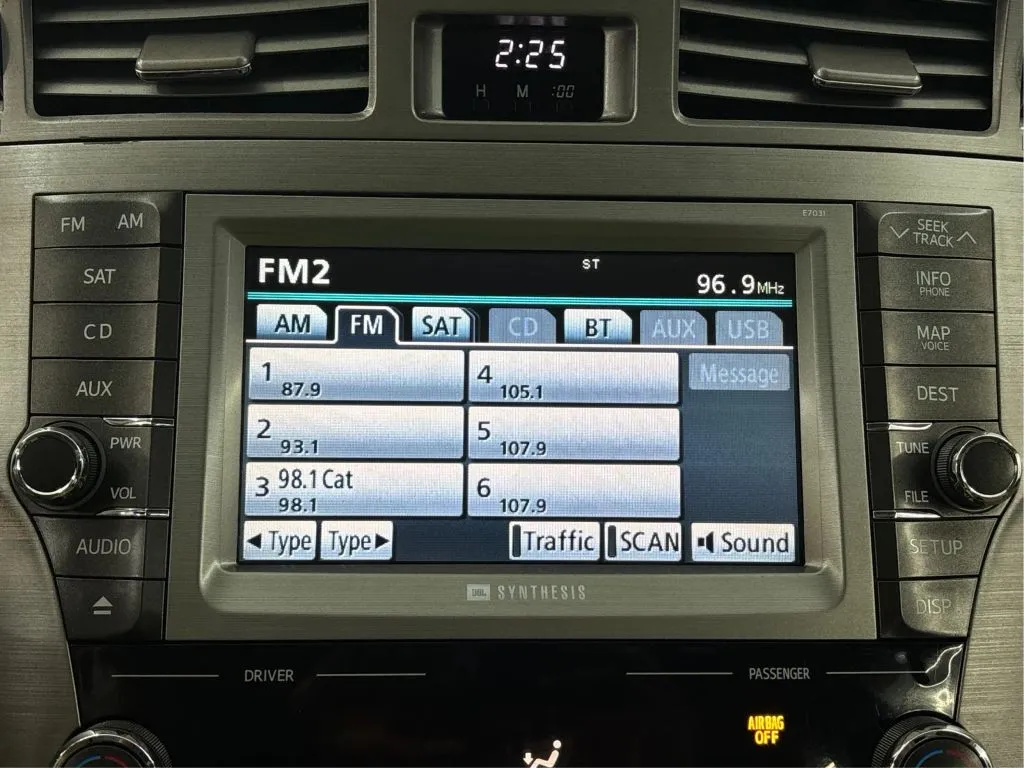 2:25
H M :00
FM AM
SAT
CD
AUX
PWR
VOL
AUDIO
E7031
FM2
ST
96.9MHz
AM FM SAT CD BT AUX USB
1 87.9
2 93.1
3 98.1 Cat
98.1
4 105.1
5 107.9
6 107.9
Message
Type Type Traffic SCAN Sound
JBL SYNTHESIS
SEEK
TRACK
INFO
PHONE
MAP
VOICE
DEST
TUNE
FILE
SETUP
DISP
DRIVER
PASSENGER
AIRBAG
OFF